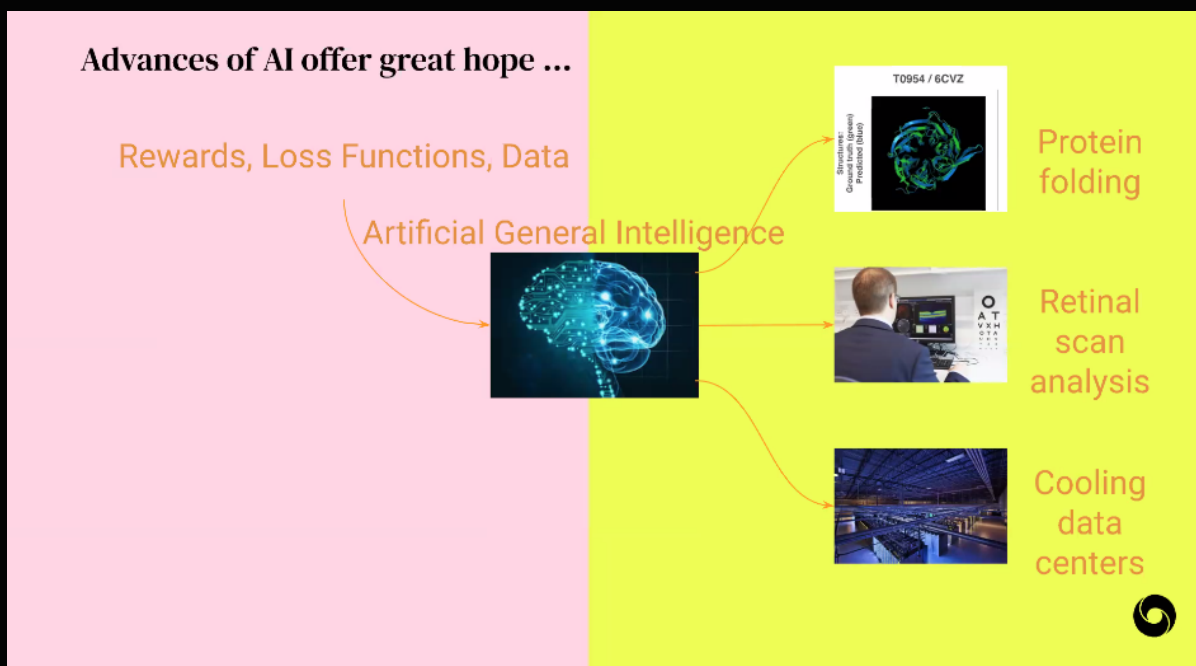 Advances of AI offer great hope ...
Rewards, Loss Functions, Data
Artificial General Intelligence
T0954 / 6CVZ
Structures:
Ground truth (green)
Predicted (blue)
Protein
folding
Retinal
scan
analysis
Cooling
data
centers